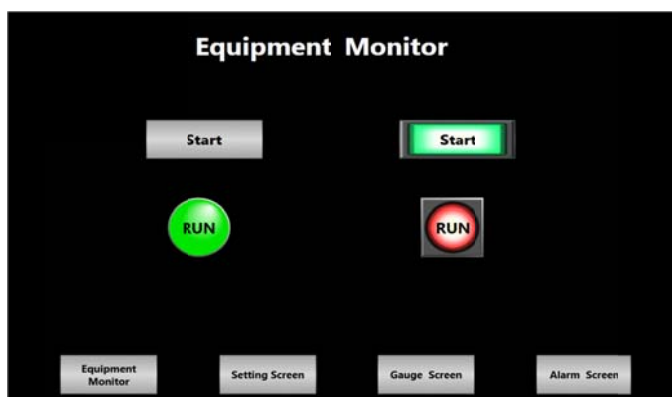 Equipment Monitor
Start
Start
RUN
RUN
Equipment
Monitor
Setting Screen
Gauge Screen
Alarm Screen